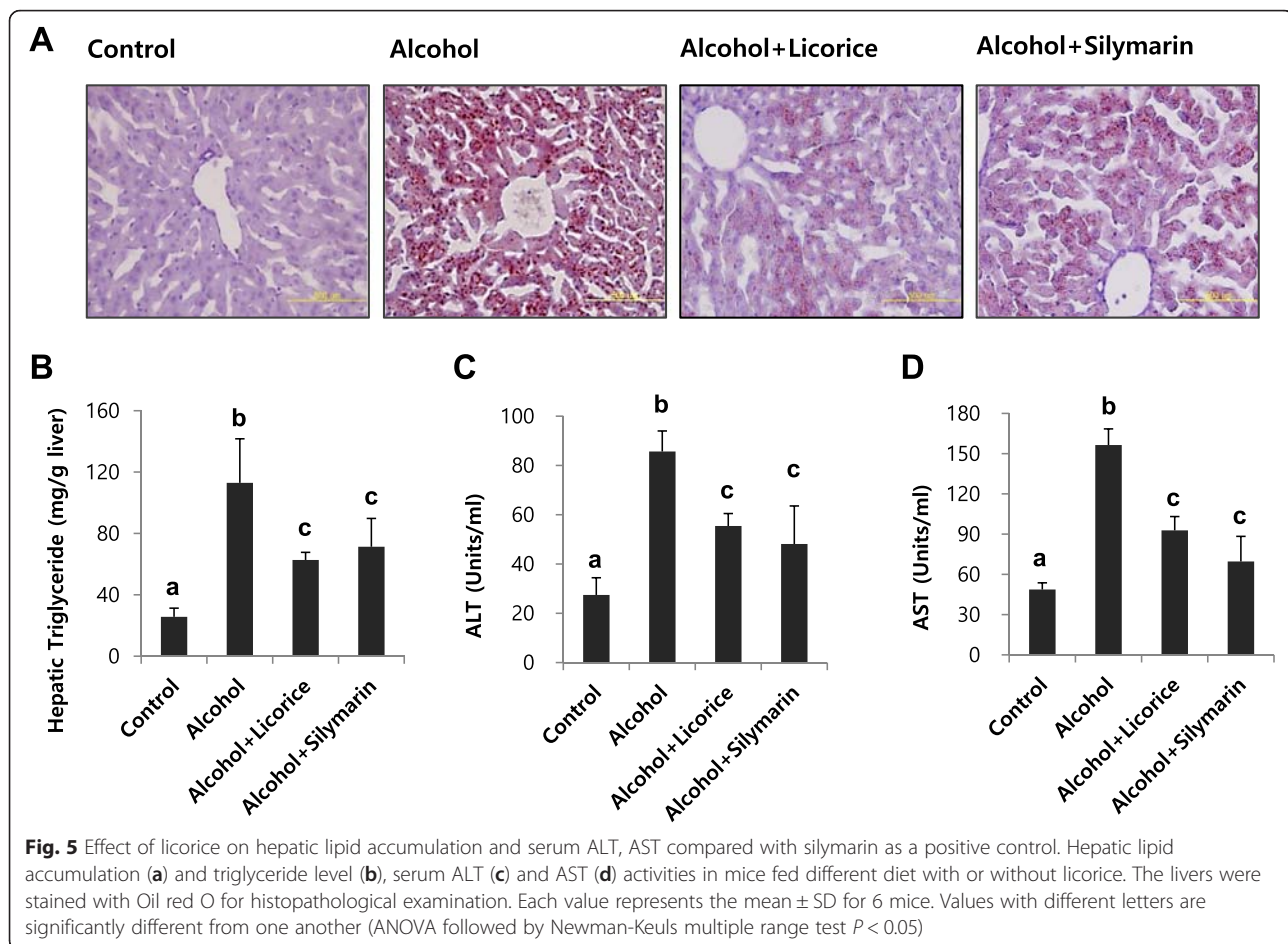 A
Control
Alcohol
Alcohol+Licorice
Alcohol+Silymarin
B
Hepatic Triglyceride (mg/g liver)
160
120
80
40
0
a
b
c
c
Control
Alcohol
Alcohol+Licorice
Alcohol+Silymarin
C
ALT (Units/ml)
100
80
60
40
20
0
a
b
c
c
Control
Alcohol
Alcohol+Licorice
Alcohol+Silymarin
D
AST (Units/ml)
180
150
120
90
60
30
0
a
b
c
c
Control
Alcohol
Alcohol+Licorice
Alcohol+Silymarin
Fig. 5 Effect of licorice on hepatic lipid accumulation and serum ALT, AST compared with silymarin as a positive control. Hepatic lipid
accumulation (a) and triglyceride level (b), serum ALT (c) and AST (d) activities in mice fed different diet with or without licorice. The livers were
stained with Oil red O for histopathological examination. Each value represents the mean ± SD for 6 mice. Values with different letters are
significantly different from one another (ANOVA followed by Newman-Keuls multiple range test P < 0.05)